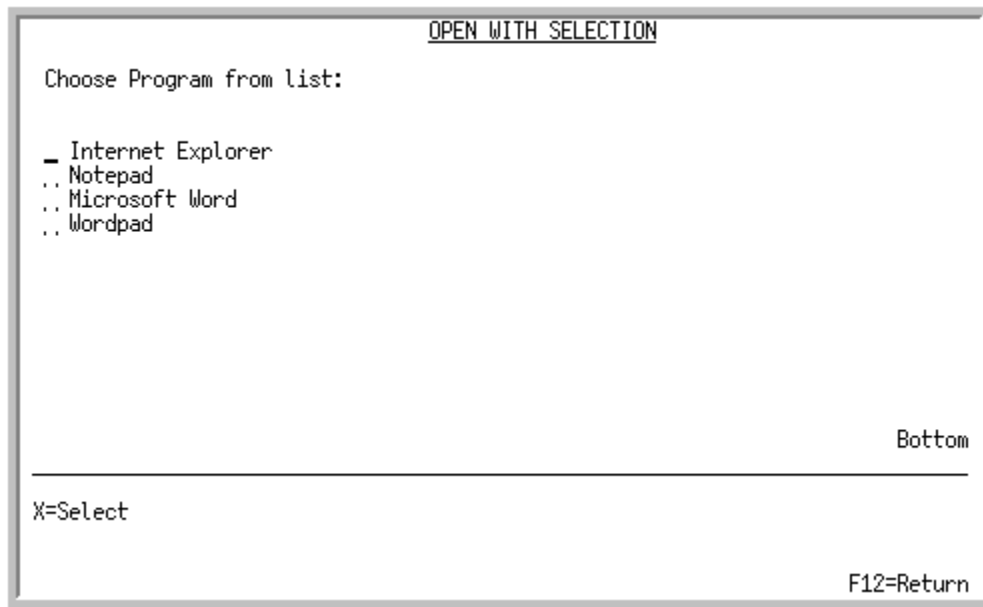 OPEN WITH SELECTION
Choose Program from list:
_ Internet Explorer
.. Notepad
.. Microsoft Word
.. Wordpad
Bottom
X=Select
F12=Return